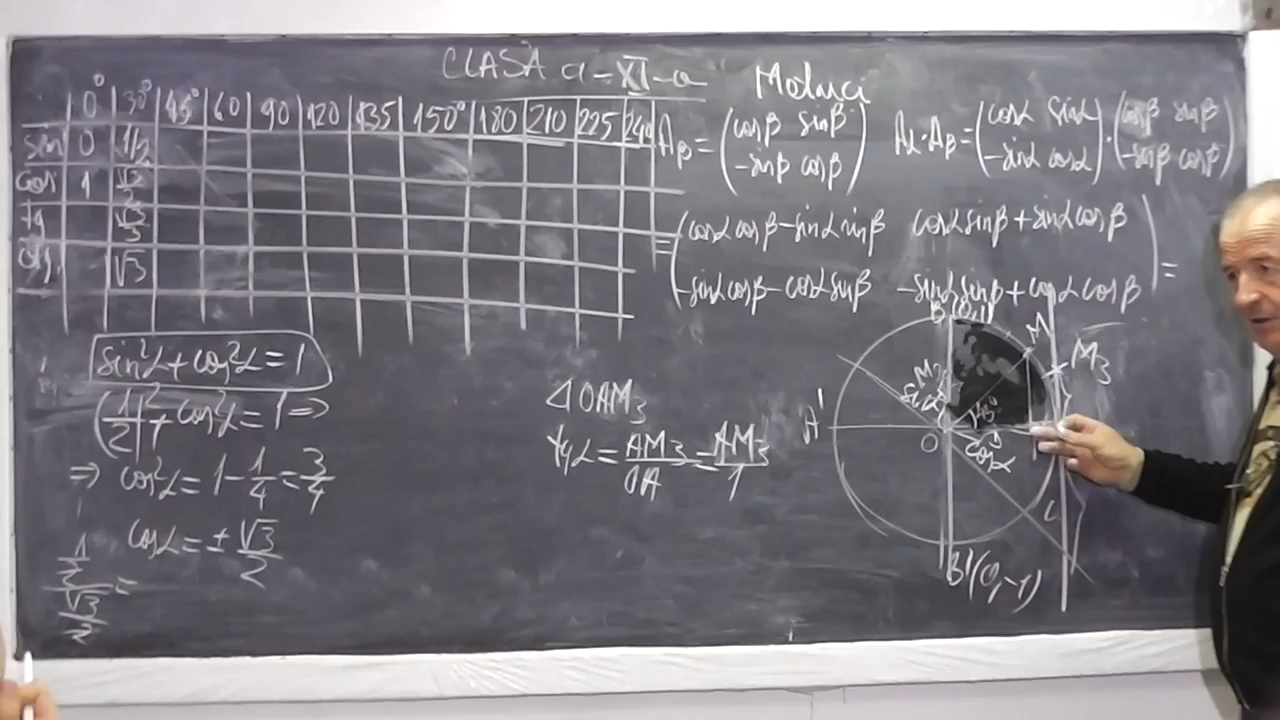 CLASA a-XI-a
Matrici
0° 30° 45° 60 90 120 135 150° 180 210 225 240
sin 0 1/2
cos 1 √3/2
tg √3/3
ctg. √3
Aβ = (cosβ sinβ
-sinβ cosβ)
Aα·Aβ = (cosα sinα
-sinα cosα) · (cosβ sinβ
-sinβ cosβ)
= (cosαcosβ-sinαsinβ cosαsinβ+sinαcosβ
-sinαcosβ-cosαsinβ -sinαsinβ+cosαcosβ) =
sin²α+cos²α=1
(1/2)²+cos²α=1⇒
⇒ cos²α=1-1/4=3/4
cosα=±√3/2
1/2 / √3/2 =
ΔOAM₃
tgα = AM₃/OA = AM₃/1
B(0,1)
M
M₃
M₂
sinα
45°
A'
O
cosα
B'(0,-1)